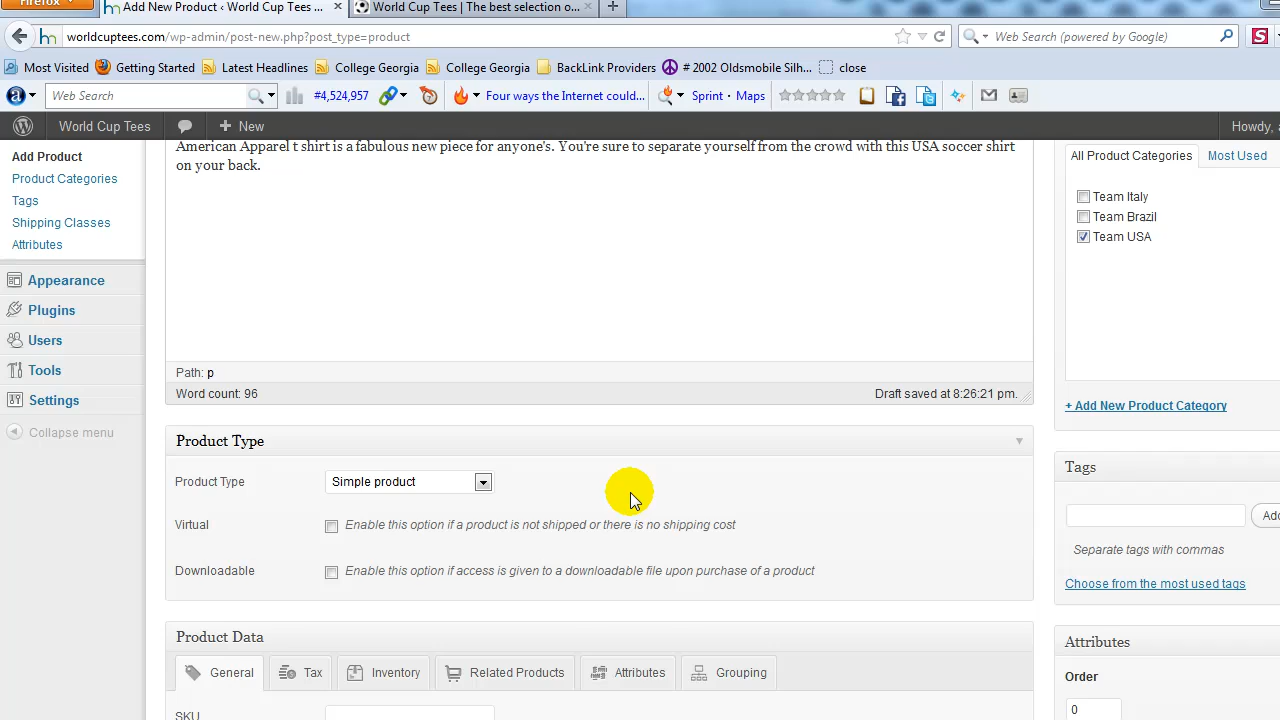 Firefox
Add New Product ‹ World Cup Tees ... ×
World Cup Tees | The best selection o... ×
worldcuptees.com/wp-admin/post-new.php?post_type=product
Web Search (powered by Google)
Most Visited Getting Started Latest Headlines College Georgia College Georgia BackLink Providers # 2002 Oldsmobile Silh... close
Web Search #4,524,957 Four ways the Internet could... Sprint · Maps
World Cup Tees + New Howdy, a
Add Product
Product Categories
Tags
Shipping Classes
Attributes
Appearance
Plugins
Users
Tools
Settings
Collapse menu
American Apparel t shirt is a fabulous new piece for anyone's. You're sure to separate yourself from the crowd with this USA soccer shirt
on your back.
Path: p
Word count: 96 Draft saved at 8:26:21 pm.
Product Type
Product Type Simple product
Virtual Enable this option if a product is not shipped or there is no shipping cost
Downloadable Enable this option if access is given to a downloadable file upon purchase of a product
Product Data
General Tax Inventory Related Products Attributes Grouping
SKU
All Product Categories Most Used
Team Italy
Team Brazil
Team USA
+ Add New Product Category
Tags
Add
Separate tags with commas
Choose from the most used tags
Attributes
Order
0